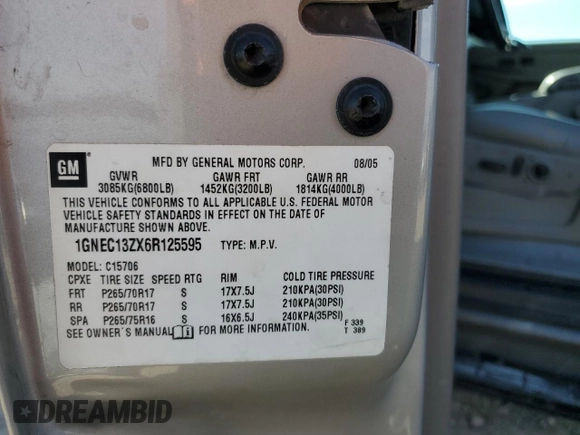 GM
MFD BY GENERAL MOTORS CORP. 08/05
GVWR GAWR FRT GAWR RR
3085KG(6800LB) 1452KG(3200LB) 1814KG(4000LB)
THIS VEHICLE CONFORMS TO ALL APPLICABLE U.S. FEDERAL MOTOR
VEHICLE SAFETY STANDARDS IN EFFECT ON THE DATE OF
MANUFACTURE SHOWN ABOVE.
1GNEC13ZX6R125595 TYPE: M.P.V.
MODEL: C15706
CPXE TIRE SIZE SPEED RTG RIM COLD TIRE PRESSURE
FRT P265/70R17 S 17X7.5J 210KPA(30PSI)
RR P265/70R17 S 17X7.5J 210KPA(30PSI)
SPA P265/75R16 S 16X6.5J 240KPA(35PSI)
SEE OWNER'S MANUAL i FOR MORE INFORMATION.
F 339
T 389
DREAMBID